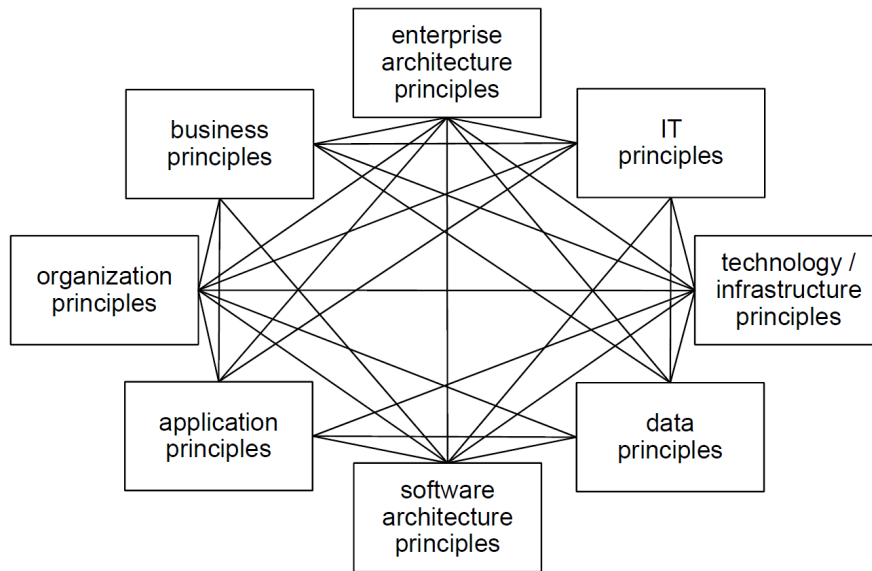 enterprise
architecture
principles
business
principles
IT
principles
organization
principles
technology /
infrastructure
principles
application
principles
data
principles
software
architecture
principles